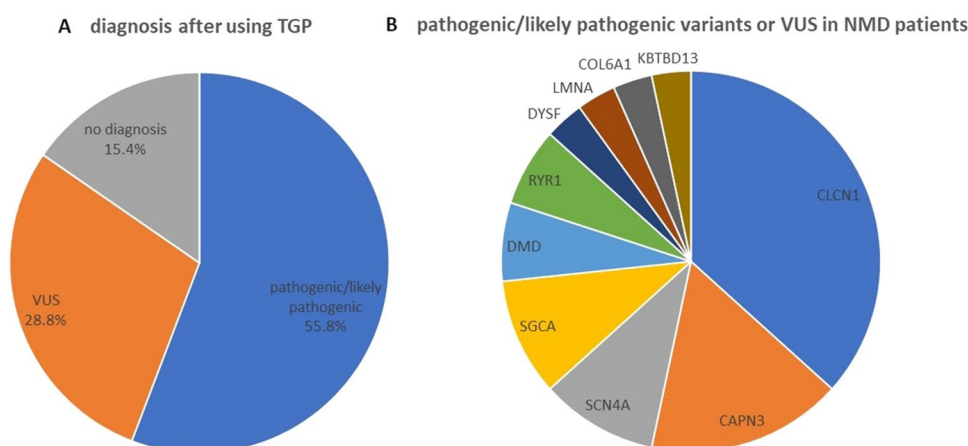 A diagnosis after using TGP
no diagnosis
15.4%
VUS
28.8%
pathogenic/likely
pathogenic
55.8%
B pathogenic/likely pathogenic variants or VUS in NMD patients
KBTBD13
COL6A1
LMNA
DYSF
RYR1
DMD
SGCA
SCN4A
CAPN3
CLCN1